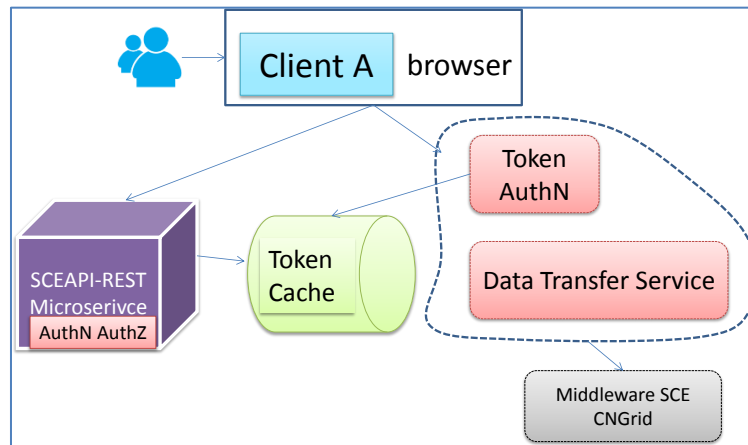 Client A browser
Token
AuthN
SCEAPI-REST
Microserivce
AuthN AuthZ
Token
Cache
Data Transfer Service
Middleware SCE
CNGrid